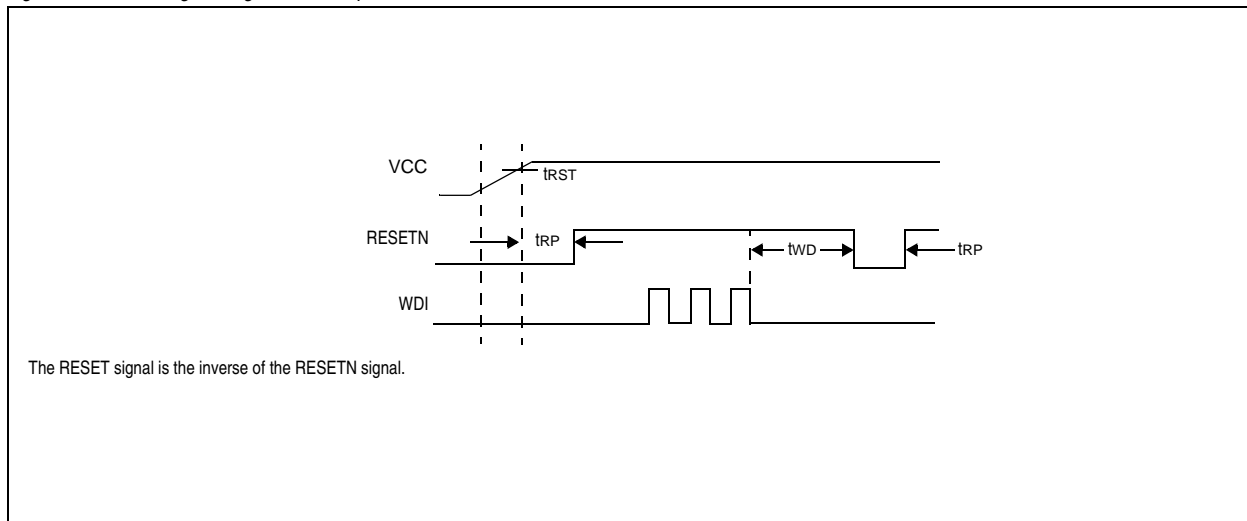 VCC
tRST
RESETN
tRP
tWD
tRP
WDI
The RESET signal is the inverse of the RESETN signal.